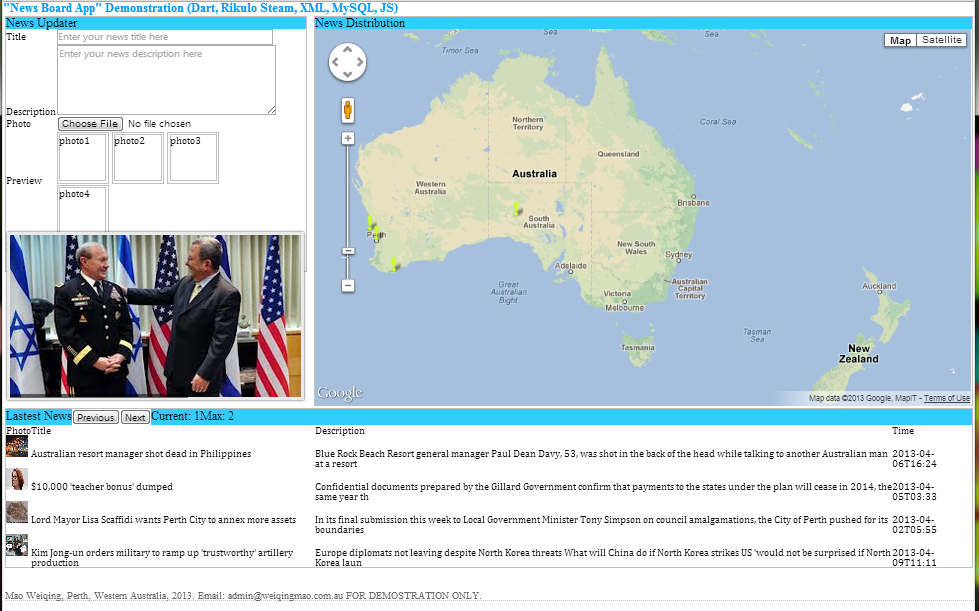 "News Board App" Demonstration (Dart, Rikulo Steam, XML, MySQL, JS)
News Updater
Title
Enter your news title here
Enter your news description here
Description
Photo
Choose File No file chosen
photo1
photo2
photo3
Preview
photo4
News Distribution
Map
Satellite
Timor Sea
Sea
Sea
Coral Sea
Northern Territory
Queensland
Australia
Western Australia
Brisbane
South Australia
Perth
New South Wales
Sydney
Adelaide
Australian Capital Territory
Great Australian Bight
Victoria
Melbourne
Auckland
Tasman Sea
Tasmania
New Zealand
Google
Map data ©2013 Google, MapIT - Terms of Use
Lastest News Previous Next Current: 1Max: 2
PhotoTitle
Description
Time
Australian resort manager shot dead in Philippines
Blue Rock Beach Resort general manager Paul Dean Davy, 53, was shot in the back of the head while talking to another Australian man
at a resort
2013-04-
06T16:24
$10,000 'teacher bonus' dumped
Confidential documents prepared by the Gillard Government confirm that payments to the states under the plan will cease in 2014, the
same year th
2013-04-
05T03:33
Lord Mayor Lisa Scaffidi wants Perth City to annex more assets
In its final submission this week to Local Government Minister Tony Simpson on council amalgamations, the City of Perth pushed for its
boundaries
2013-04-
02T05:55
Kim Jong-un orders military to ramp up 'trustworthy' artillery
production
Europe diplomats not leaving despite North Korea threats What will China do if North Korea strikes US 'would not be surprised if North
Korea laun
2013-04-
09T11:11
Mao Weiqing, Perth, Western Australia, 2013. Email: admin@weiqingmao.com.au FOR DEMOSTRATION ONLY.